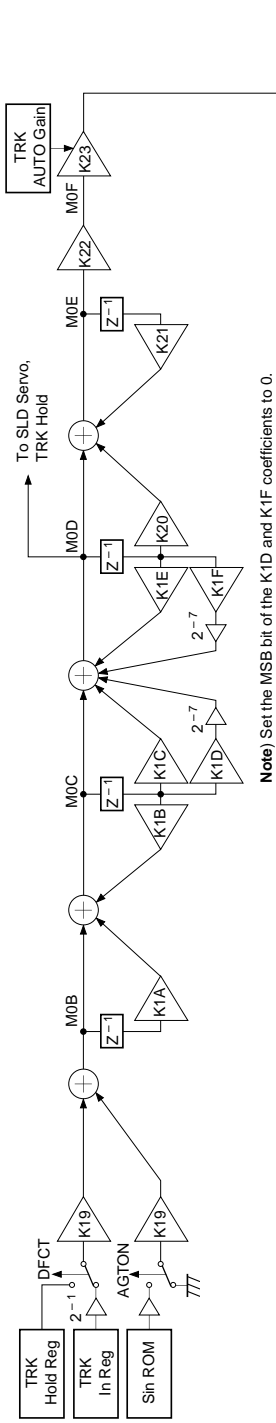 TRK
Hold Reg
DFCT
2⁻¹
TRK
In Reg
K19
AGTON
Sin ROM
K19
M0B
Z⁻¹
K1A
M0C
Z⁻¹
K1B
K1C
K1D
2⁻⁷
To SLD Servo,
TRK Hold
M0D
Z⁻¹
K1E
K20
K1F
2⁻⁷
M0E
Z⁻¹
K21
K22
M0F
TRK
AUTO Gain
K23
Note) Set the MSB bit of the K1D and K1F coefficients to 0.